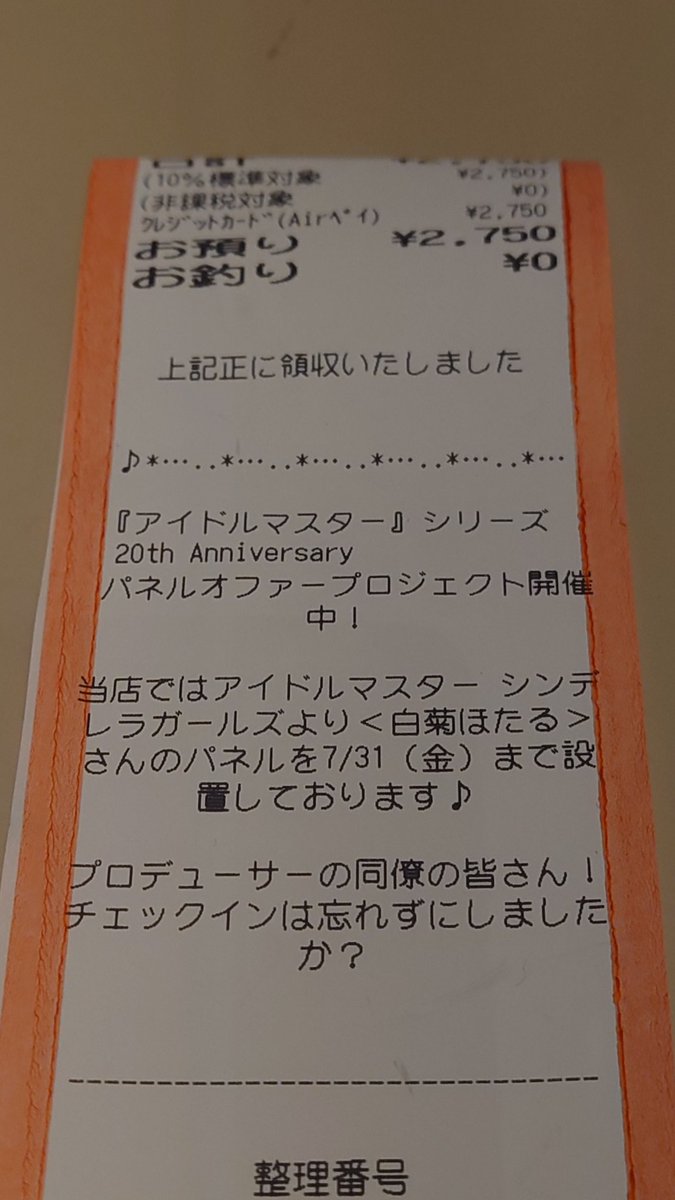 合計 ¥2,750
(10%標準対象 ¥2,750)
(非課税対象 ¥0)
ｸﾚｼﾞｯﾄｶｰﾄﾞ(Airﾍﾟｲ) ¥2,750
お預り ¥2,750
お釣り ¥0
上記正に領収いたしました
♪*…..*…..*…..*…..*…..*…
『アイドルマスター』シリーズ
20th Anniversary
パネルオファープロジェクト開催
中！
当店ではアイドルマスター シンデ
レラガールズより＜白菊ほたる＞
さんのパネルを7/31（金）まで設
置しております♪
プロデューサーの同僚の皆さん！
チェックインは忘れずにしました
か？
------------------------------
整理番号